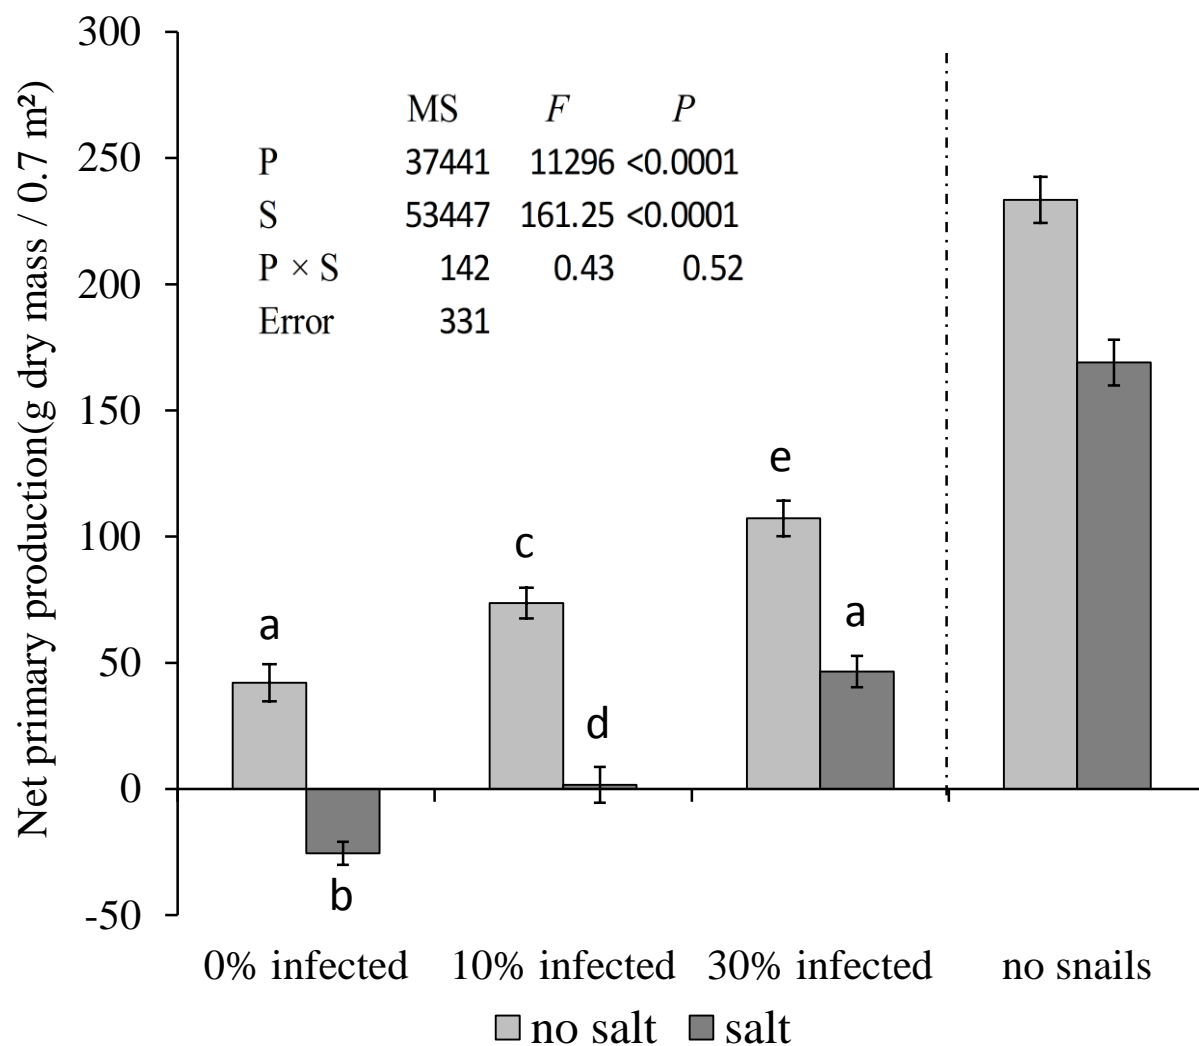 Net primary production(g dry mass / 0.7 m²)
300
250
200
150
100
50
0
-50
MS F P
P 37441 11296 <0.0001
S 53447 161.25 <0.0001
P × S 142 0.43 0.52
Error 331
a
b
c
d
e
a
0% infected 10% infected 30% infected no snails
no salt salt